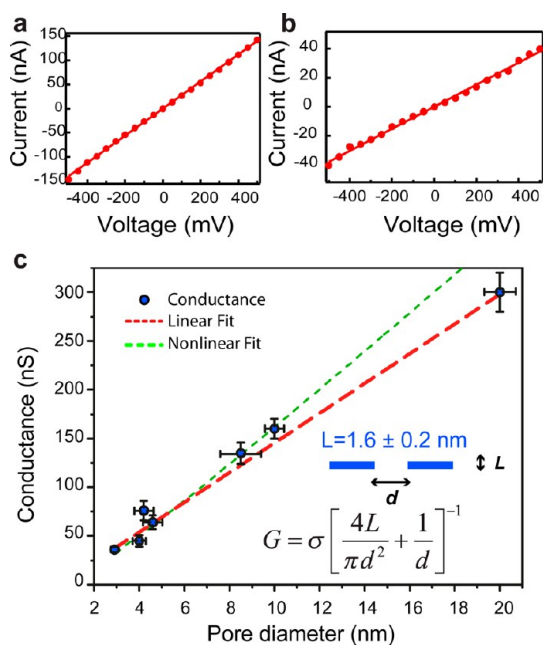 a
150
100
50
0
-50
-100
-150
Current (nA)
-400 -200 0 200 400
Voltage (mV)
b
40
20
0
-20
-40
Current (nA)
-400 -200 0 200 400
Voltage (mV)
c
300
250
200
150
100
50
0
Conductance (nS)
Conductance
Linear Fit
Nonlinear Fit
L=1.6 ± 0.2 nm
L
d
G = σ [ 4L / πd² + 1 / d ]⁻¹
2 4 6 8 10 12 14 16 18 20
Pore diameter (nm)